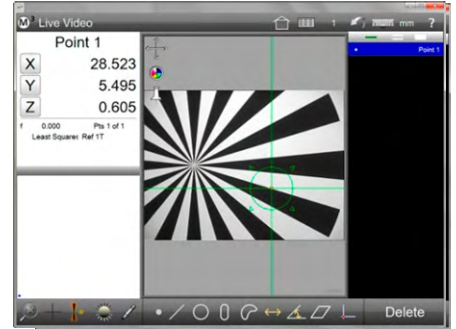 M³ Live Video
1
mm
?
Point 1
X 28.523
Y 5.495
Z 0.605
f 0.000 Pts 1 of 1
Least Squares Ref 1T
Point 1
Delete